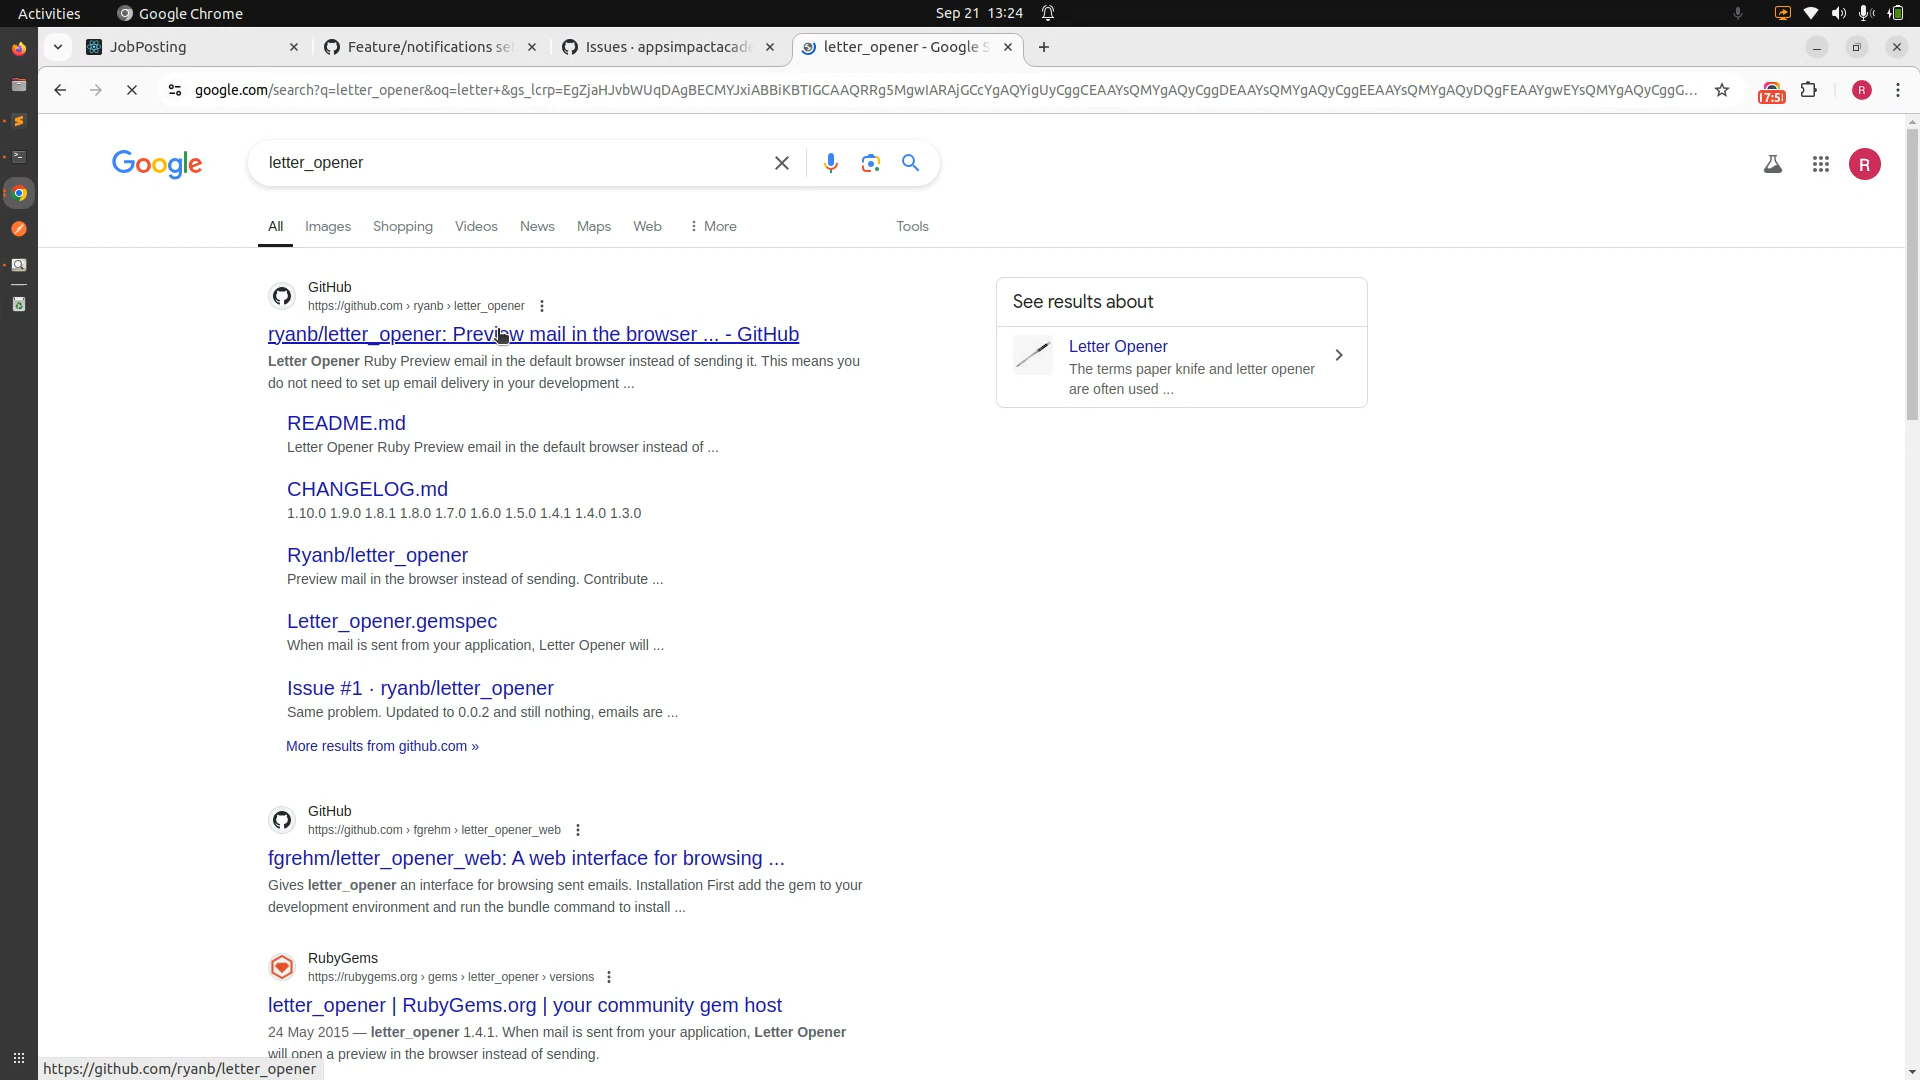 Activities
Google Chrome
Sep 21 13:24
JobPosting
Feature/notifications se
Issues · appsimpactacade
letter_opener - Google S
google.com/search?q=letter_opener&oq=letter+&gs_lcrp=EgZjaHJvbWUqDAgBECMYJxiABBiKBTIGCAAQRRg5MgwIARAjGCcYgAQYigUyCggCEAAYsQMYgAQyCggDEAAYsQMYgAQyCggEEAAYsQMYgAQyDQgFEAAYgwEYsQMYgAQyCggG...
17:51
R
Google
letter_opener
R
All
Images
Shopping
Videos
News
Maps
Web
More
Tools
GitHub
https://github.com › ryanb › letter_opener
ryanb/letter_opener: Preview mail in the browser ... - GitHub
Letter Opener Ruby Preview email in the default browser instead of sending it. This means you
do not need to set up email delivery in your development ...
README.md
Letter Opener Ruby Preview email in the default browser instead of ...
CHANGELOG.md
1.10.0 1.9.0 1.8.1 1.8.0 1.7.0 1.6.0 1.5.0 1.4.1 1.4.0 1.3.0
Ryanb/letter_opener
Preview mail in the browser instead of sending. Contribute ...
Letter_opener.gemspec
When mail is sent from your application, Letter Opener will ...
Issue #1 · ryanb/letter_opener
Same problem. Updated to 0.0.2 and still nothing, emails are ...
More results from github.com »
GitHub
https://github.com › fgrehm › letter_opener_web
fgrehm/letter_opener_web: A web interface for browsing ...
Gives letter_opener an interface for browsing sent emails. Installation First add the gem to your
development environment and run the bundle command to install ...
RubyGems
https://rubygems.org › gems › letter_opener › versions
letter_opener | RubyGems.org | your community gem host
24 May 2015 — letter_opener 1.4.1. When mail is sent from your application, Letter Opener
will open a preview in the browser instead of sending.
See results about
Letter Opener
The terms paper knife and letter opener
are often used ...
https://github.com/ryanb/letter_opener